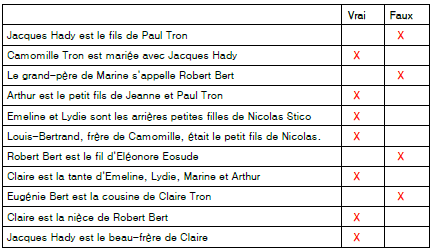 Vrai Faux
Jacques Hady est le fils de Paul Tron X
Camomille Tron est mariée avec Jacques Hady X
Le grand-père de Marine s'appelle Robert Bert X
Arthur est le petit fils de Jeanne et Paul Tron X
Emeline et Lydie sont les arrières petites filles de Nicolas Stico X
Louis-Bertrand, frère de Camomille, était le petit fils de Nicolas. X
Robert Bert est le fil d'Eléonore Eosude X
Claire est la tante d'Emeline, Lydie, Marine et Arthur X
Eugénie Bert est la cousine de Claire Tron X
Claire est la nièce de Robert Bert X
Jacques Hady est le beau-frère de Claire X